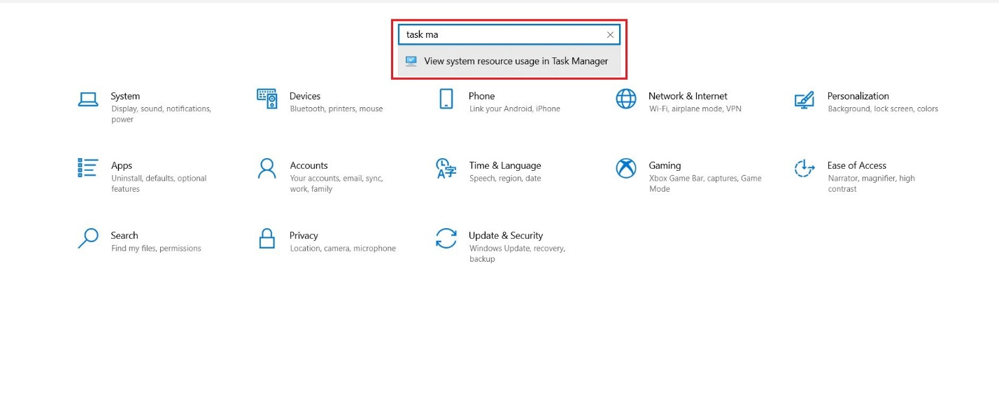 task ma
View system resource usage in Task Manager
System
Display, sound, notifications,
power
Devices
Bluetooth, printers, mouse
Phone
Link your Android, iPhone
Network & Internet
Wi-Fi, airplane mode, VPN
Personalization
Background, lock screen, colors
Apps
Uninstall, defaults, optional
features
Accounts
Your accounts, email, sync,
work, family
Time & Language
Speech, region, date
Gaming
Xbox Game Bar, captures, Game
Mode
Ease of Access
Narrator, magnifier, high
contrast
Search
Find my files, permissions
Privacy
Location, camera, microphone
Update & Security
Windows Update, recovery,
backup